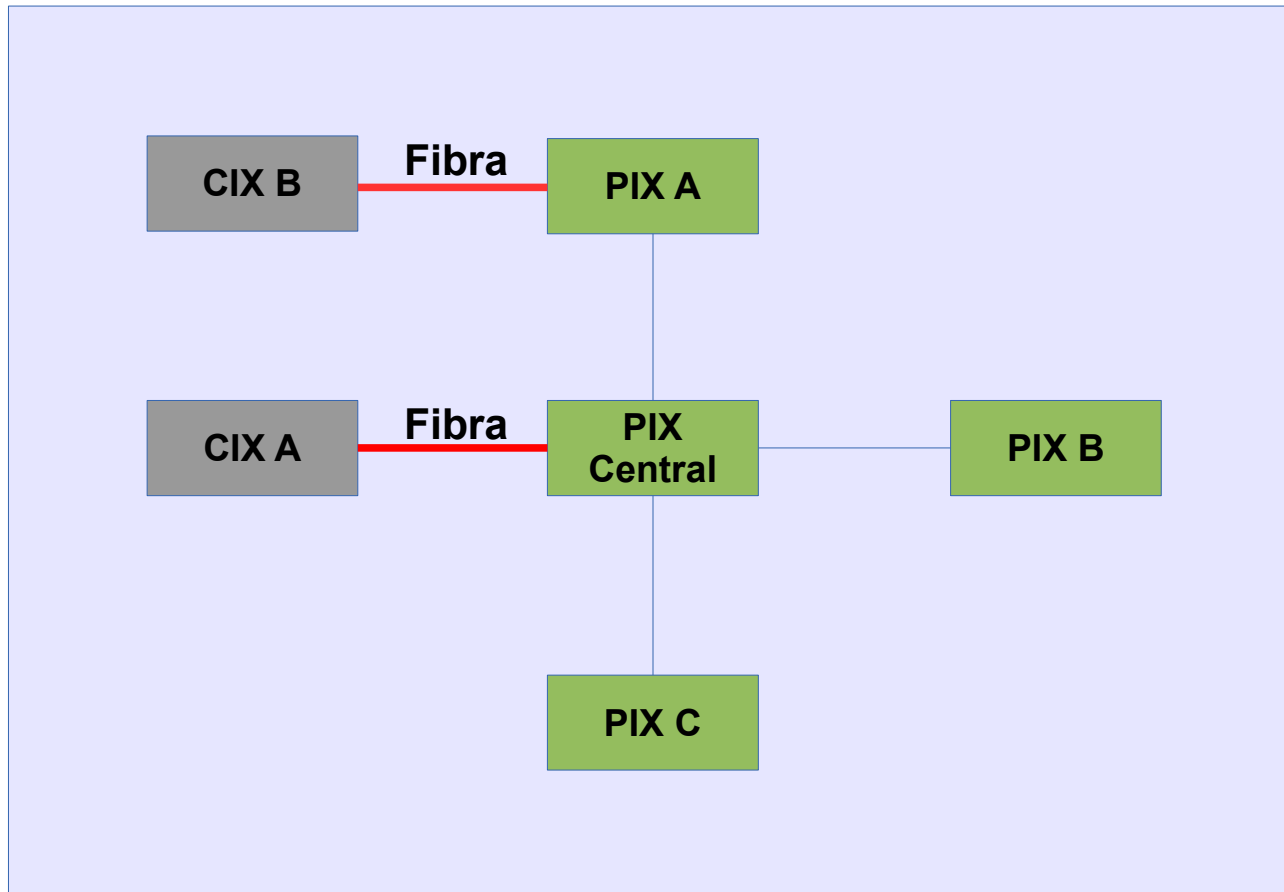 Fibra
CIX B
PIX A
Fibra
CIX A
PIX
Central
PIX B
PIX C